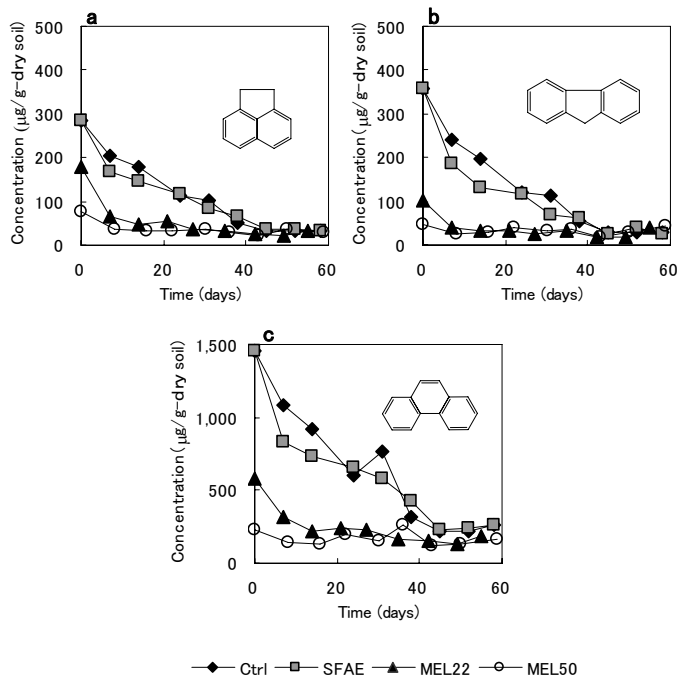 a
500
400
300
200
100
0
Concentration (µg/g-dry soil)
0 20 40 60
Time (days)
b
500
400
300
200
100
0
Concentration (µg/g-dry soil)
0 20 40 60
Time (days)
c
1,500
1,000
500
0
Concentration (µg/g-dry soil)
0 20 40 60
Time (days)
Ctrl SFAE MEL22 MEL50